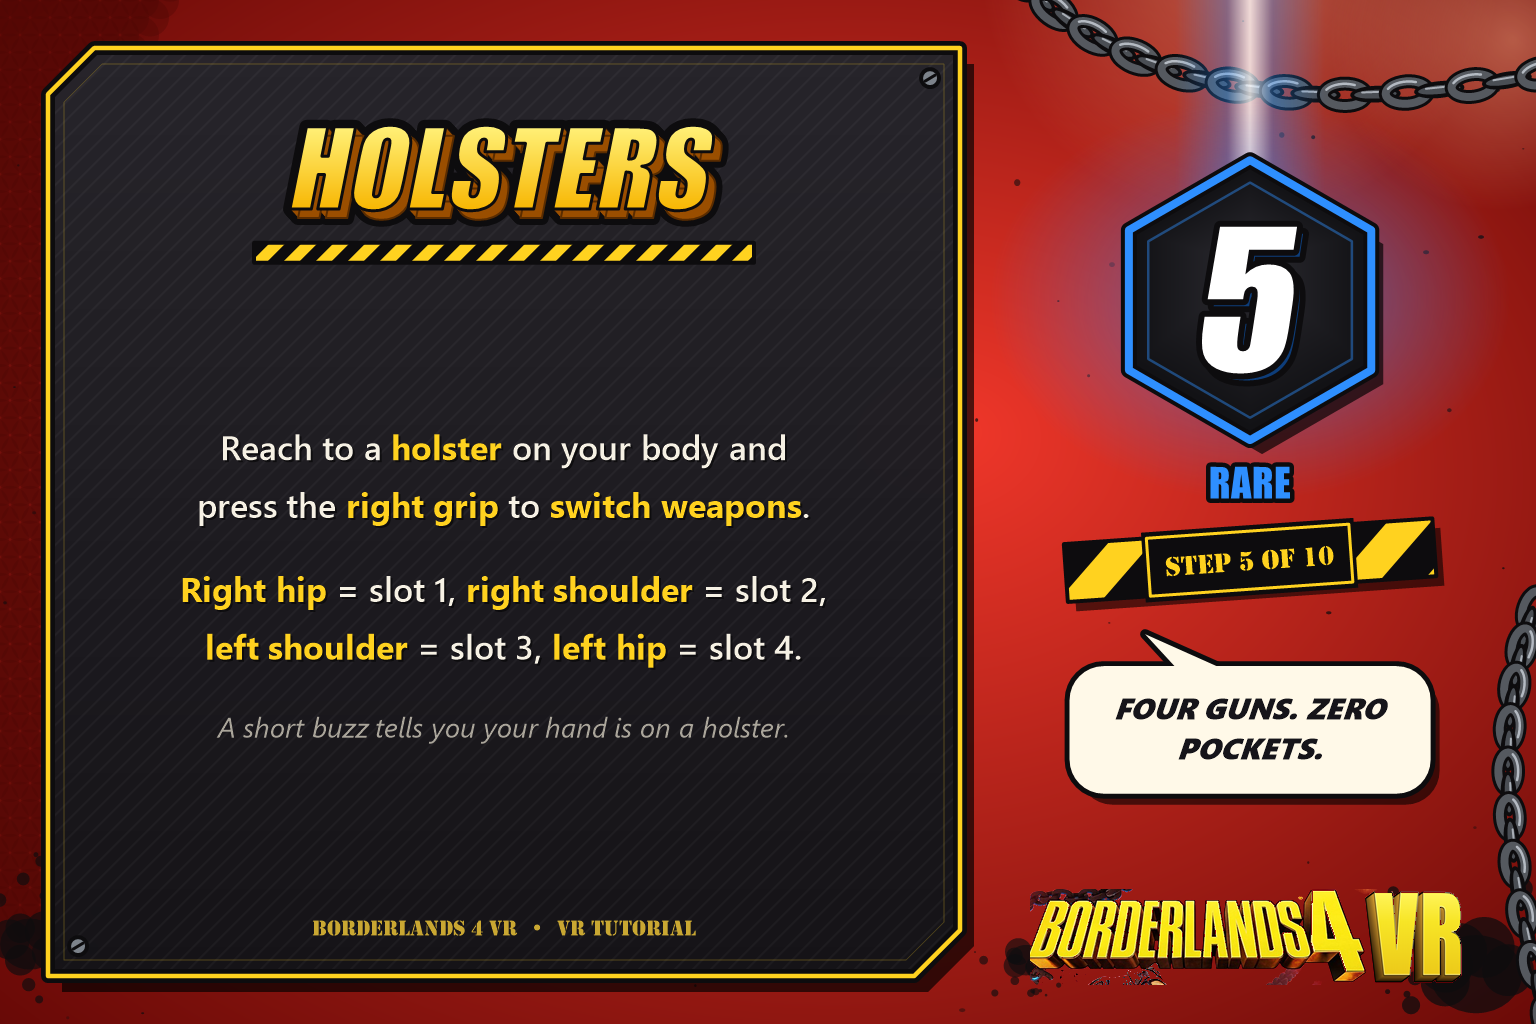 HOLSTERS
Reach to a holster on your body and
press the right grip to switch weapons.
Right hip = slot 1, right shoulder = slot 2,
left shoulder = slot 3, left hip = slot 4.
A short buzz tells you your hand is on a holster.
BORDERLANDS 4 VR • VR TUTORIAL
5
RARE
STEP 5 OF 10
FOUR GUNS. ZERO
POCKETS.
BORDERLANDS 4 VR